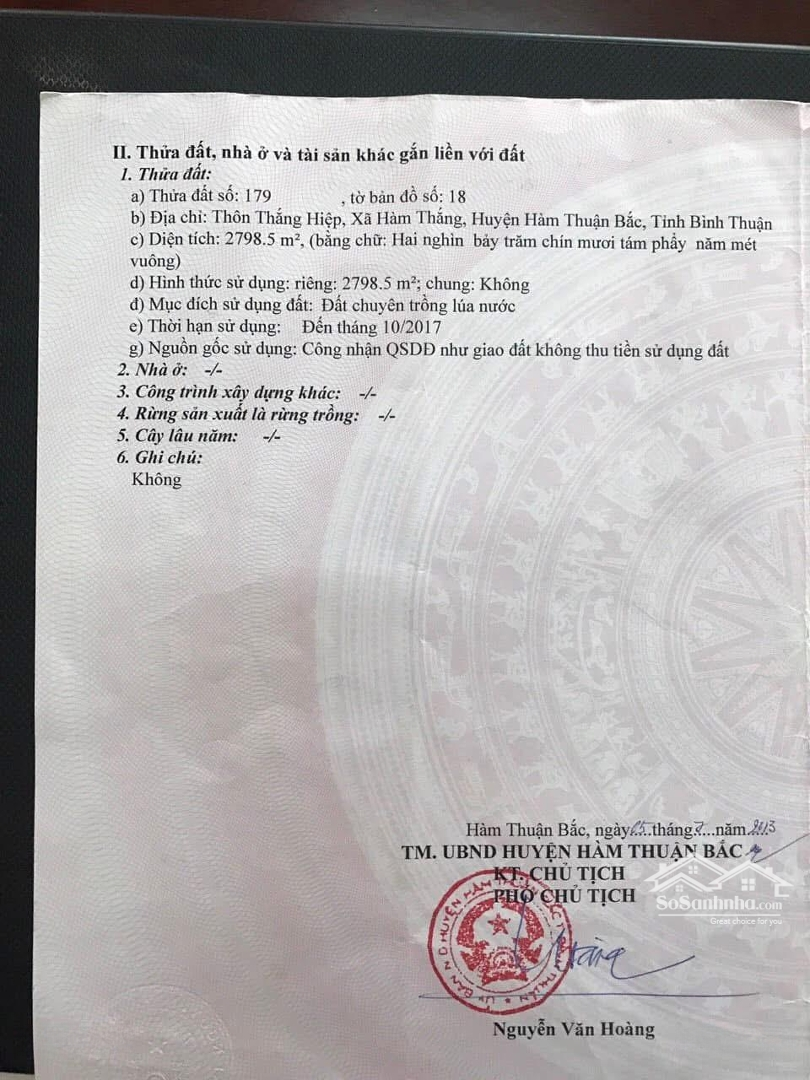 II. Thửa đất, nhà ở và tài sản khác gắn liền với đất
1. Thửa đất:
a) Thửa đất số: 179 , tờ bản đồ số: 18
b) Địa chỉ: Thôn Thắng Hiệp, Xã Hàm Thắng, Huyện Hàm Thuận Bắc, Tỉnh Bình Thuận
c) Diện tích: 2798.5 m², (bằng chữ: Hai nghìn bảy trăm chín mươi tám phẩy năm mét
vuông)
d) Hình thức sử dụng: riêng: 2798.5 m²; chung: Không
đ) Mục đích sử dụng đất: Đất chuyên trồng lúa nước
e) Thời hạn sử dụng: Đến tháng 10/2017
g) Nguồn gốc sử dụng: Công nhận QSDĐ như giao đất không thu tiền sử dụng đất
2. Nhà ở: -/-
3. Công trình xây dựng khác: -/-
4. Rừng sản xuất là rừng trồng: -/-
5. Cây lâu năm: -/-
6. Ghi chú:
Không
Hàm Thuận Bắc, ngày tháng năm 2013
TM. UBND HUYỆN HÀM THUẬN BẮC
KT. CHỦ TỊCH
PHÓ CHỦ TỊCH
SoSanhnha.com
Great choice for you
Hoàng
Nguyễn Văn Hoàng